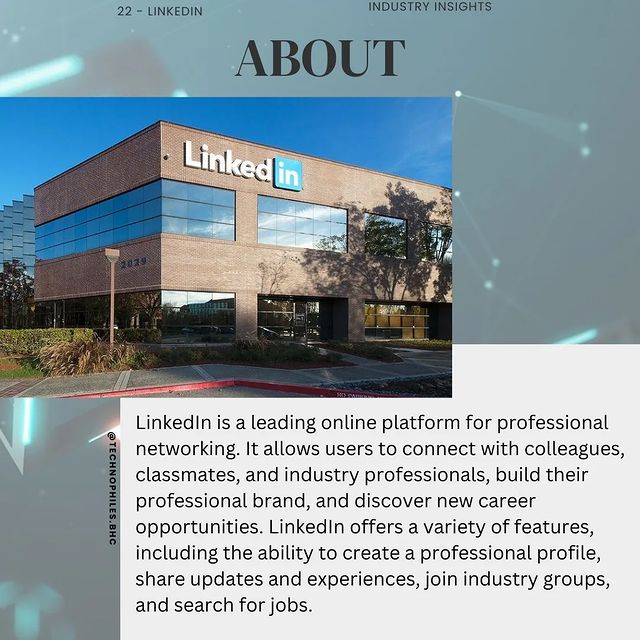 22 - LINKEDIN
INDUSTRY INSIGHTS
ABOUT
Linked in
2029
@TECHNOPHILES.BHC
LinkedIn is a leading online platform for professional
networking. It allows users to connect with colleagues,
classmates, and industry professionals, build their
professional brand, and discover new career
opportunities. LinkedIn offers a variety of features,
including the ability to create a professional profile,
share updates and experiences, join industry groups,
and search for jobs.